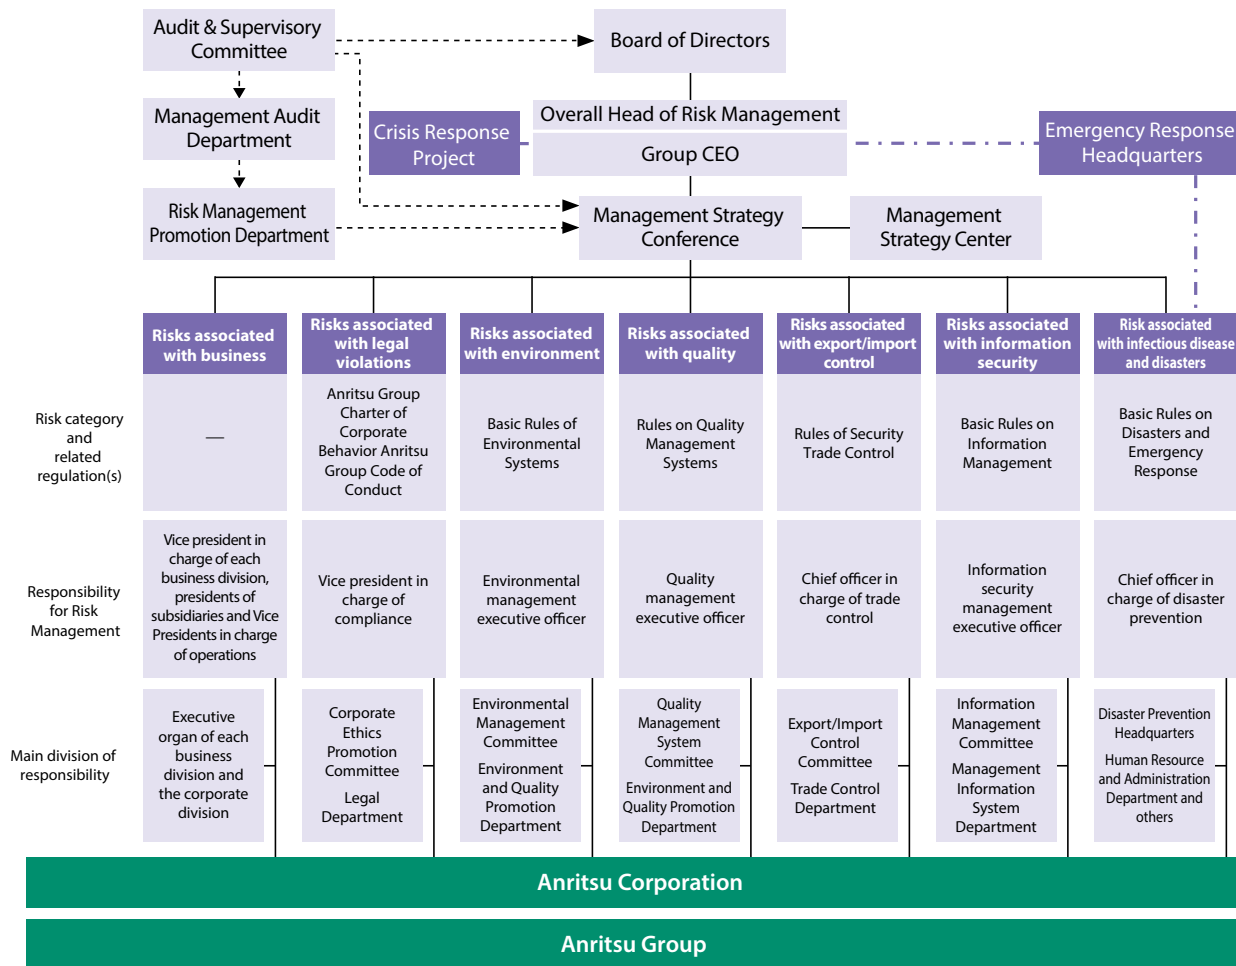 Audit & Supervisory
Committee
Board of Directors
Management Audit
Department
Crisis Response
Project
Overall Head of Risk Management
Group CEO
Emergency Response
Headquarters
Risk Management
Promotion Department
Management Strategy
Conference
Management
Strategy Center
Risks associated
with business
Risks associated
with legal
violations
Risks associated
with environment
Risks associated
with quality
Risks associated
with export/import
control
Risks associated
with information
security
Risk associated
with infectious disease
and disasters
Risk category
and
related
regulation(s)
—
Anritsu Group
Charter of
Corporate
Behavior Anritsu
Group Code of
Conduct
Basic Rules of
Environmental
Systems
Rules on Quality
Management
Systems
Rules of Security
Trade Control
Basic Rules on
Information
Management
Basic Rules on
Disasters and
Emergency
Response
Responsibility
for Risk
Management
Vice president in
charge of each
business division,
presidents of
subsidiaries and Vice
Presidents in charge
of operations
Vice president in
charge of
compliance
Environmental
management
executive officer
Quality
management
executive officer
Chief officer in
charge of trade
control
Information
security
management
executive officer
Chief officer in
charge of disaster
prevention
Main division of
responsibility
Executive
organ of each
business
division and
the corporate
division
Corporate
Ethics
Promotion
Committee
Legal
Department
Environmental
Management
Committee
Environment
and Quality
Promotion
Department
Quality
Management
System
Committee
Environment and
Quality Promotion
Department
Export/Import
Control
Committee
Trade Control
Department
Information
Management
Committee
Management
Information
System
Department
Disaster Prevention
Headquarters
Human Resource
and Administration
Department and
others
Anritsu Corporation
Anritsu Group